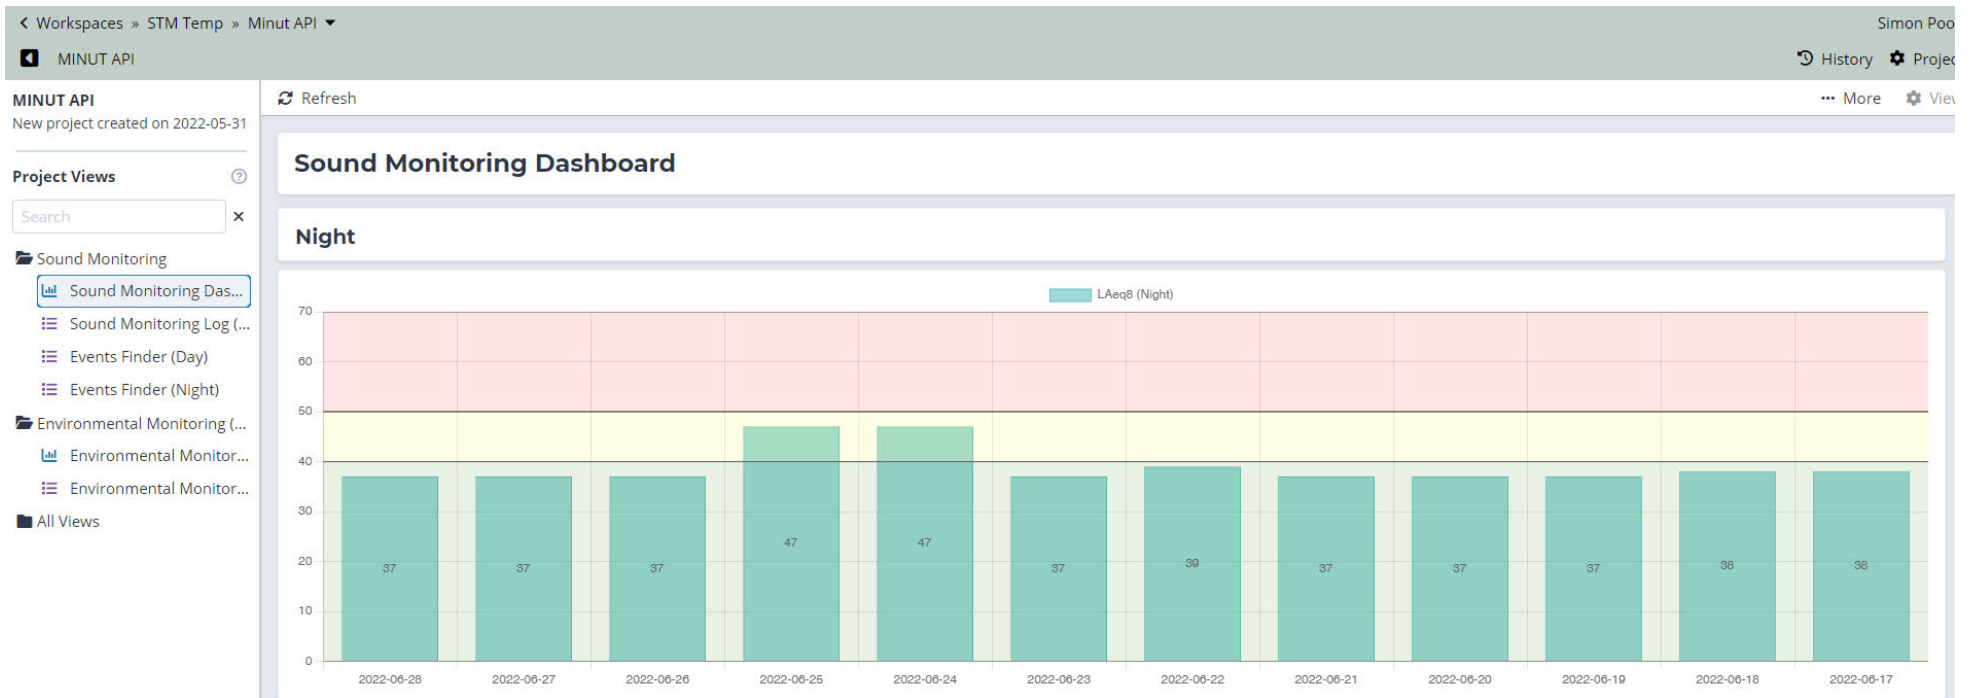 Workspaces » STM Temp » Minut API
Simon Poo
MINUT API
History
Projec
MINUT API
New project created on 2022-05-31
Project Views
Search
Sound Monitoring
Sound Monitoring Das...
Sound Monitoring Log (...
Events Finder (Day)
Events Finder (Night)
Environmental Monitoring (...
Environmental Monitor...
Environmental Monitor...
All Views
Refresh
More
View
Sound Monitoring Dashboard
Night
LAeq8 (Night)
70
60
50
40
30
20
10
0
37 37 37 47 47 37 39 37 37 37 38 38
2022-06-28 2022-06-27 2022-06-26 2022-06-25 2022-06-24 2022-06-23 2022-06-22 2022-06-21 2022-06-20 2022-06-19 2022-06-18 2022-06-17